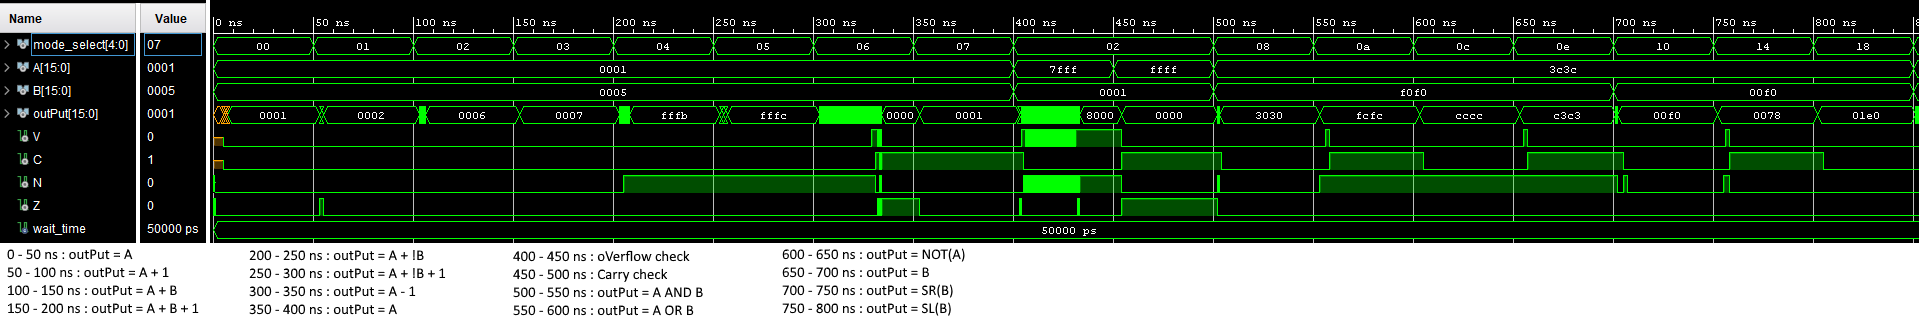 Name Value 0 ns 50 ns 100 ns 150 ns 200 ns 250 ns 300 ns 350 ns 400 ns 450 ns 550 ns 600 ns 650 ns 700 ns 750 ns 800 ns
mode_select[4:0] 07 00 01 02 03 04 05 06 07 02 08 0a 0c 0e 10 14 18
A[15:0] 0001 0001 7fff ffff 3c3c
B[15:0] 0005 0005 0001 f0f0 00f0
outPut[15:0] 0001 0001 0002 0006 0007 fffb fffc 0000 0001 8000 0000 3030 fcfc cccc c3c3 00f0 0078 01e0
V 0
C 1
N 0
Z 0
wait_time 50000 ps 50000 ps
0 - 50 ns : outPut = A
50 - 100 ns : outPut = A + 1
100 - 150 ns : outPut = A + B
150 - 200 ns : outPut = A + B + 1
200 - 250 ns : outPut = A + !B
250 - 300 ns : outPut = A + !B + 1
300 - 350 ns : outPut = A - 1
350 - 400 ns : outPut = A
400 - 450 ns : oVerflow check
450 - 500 ns : Carry check
500 - 550 ns : outPut = A AND B
550 - 600 ns : outPut = A OR B
600 - 650 ns : outPut = NOT(A)
650 - 700 ns : outPut = B
700 - 750 ns : outPut = SR(B)
750 - 800 ns : outPut = SL(B)